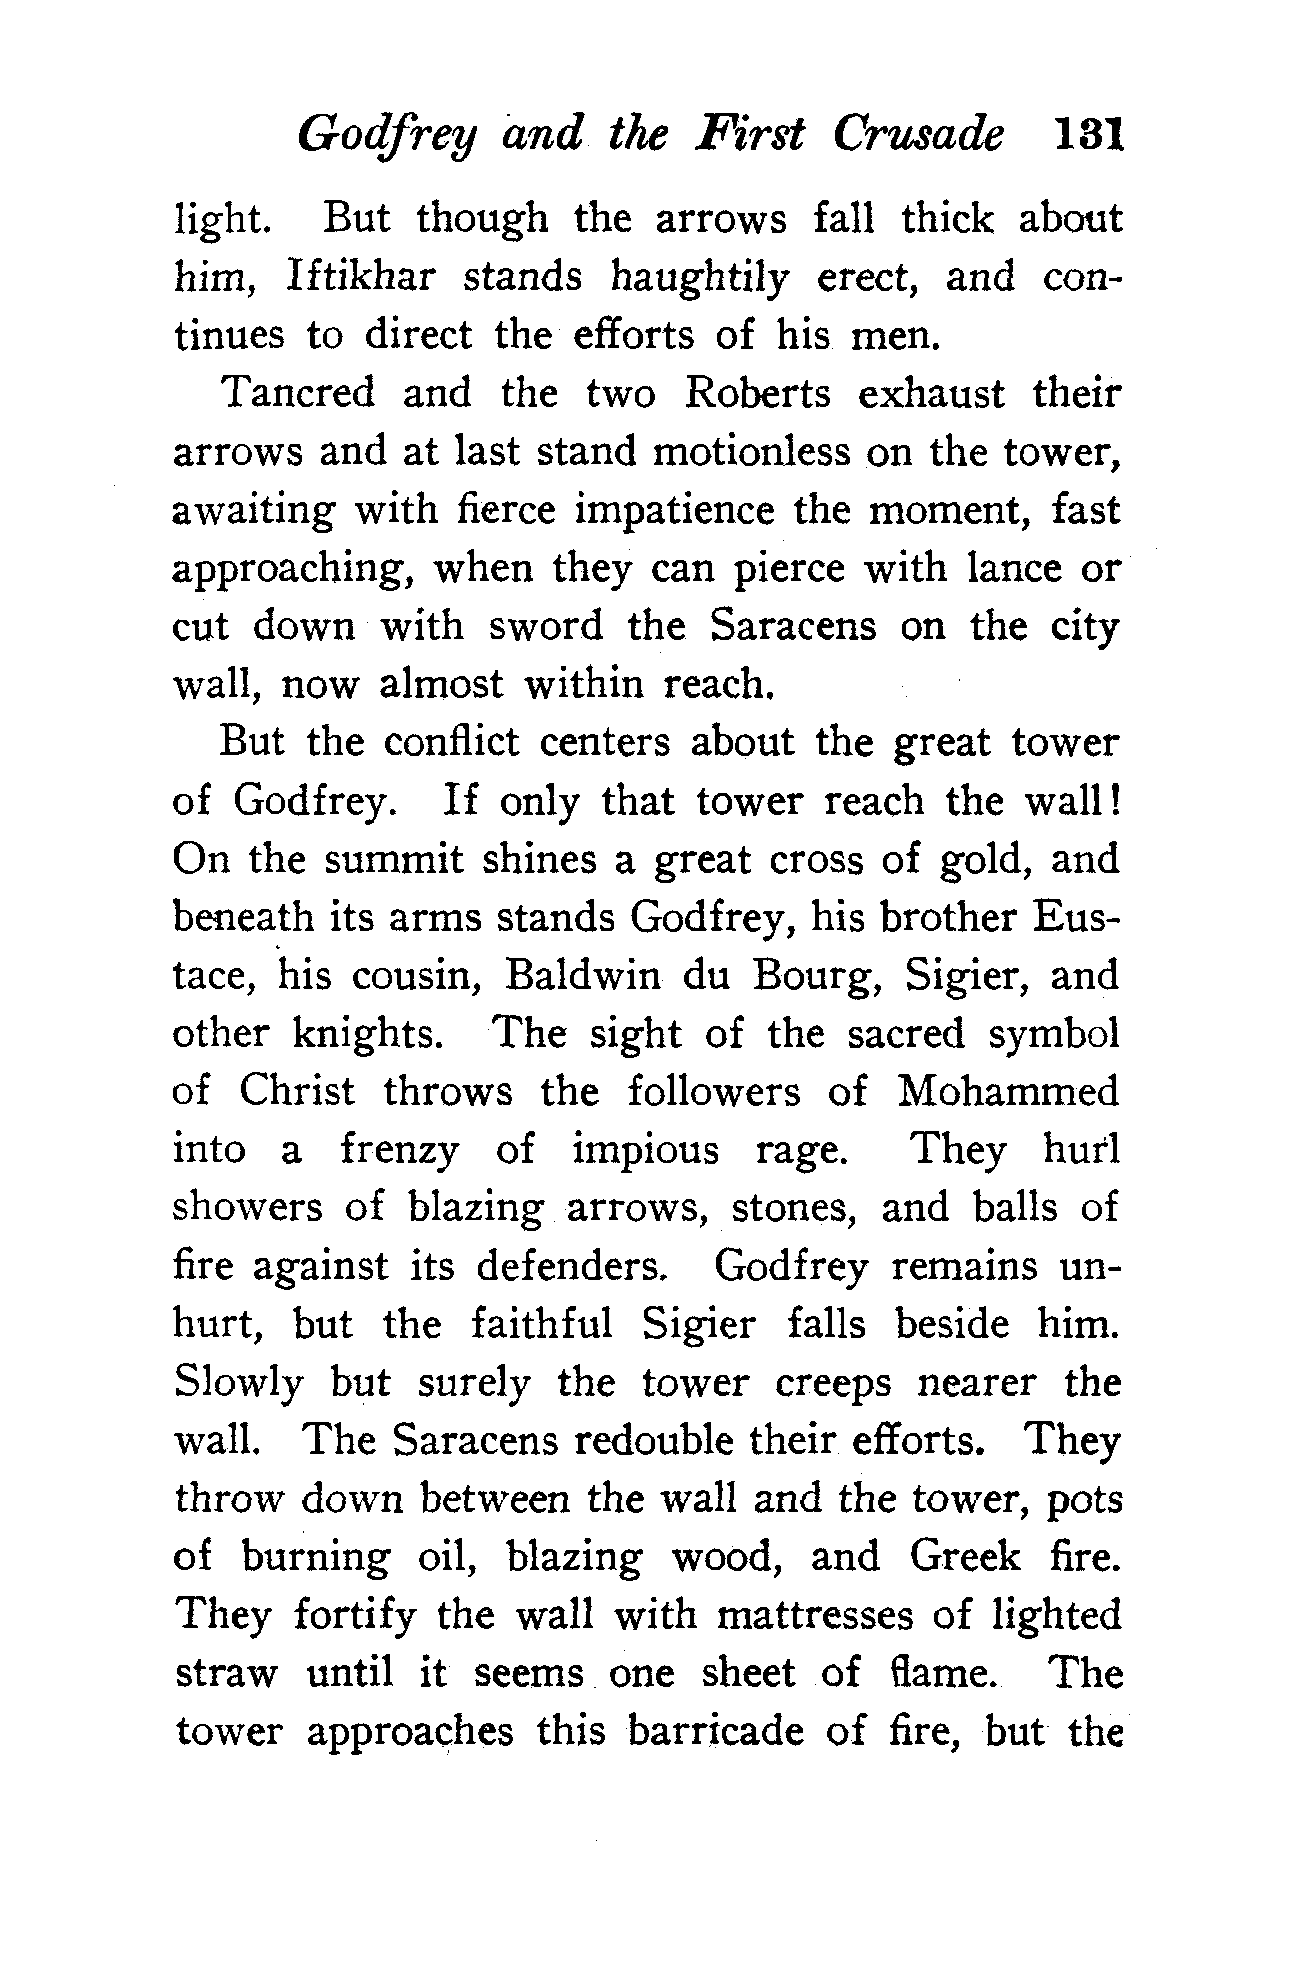 Godfrey and the First Crusade 131
light. But though the arrows fall thick about
him, Iftikhar stands haughtily erect, and con-
tinues to direct the efforts of his men.
Tancred and the two Roberts exhaust their
arrows and at last stand motionless on the tower,
awaiting with fierce impatience the moment, fast
approaching, when they can pierce with lance or
cut down with sword the Saracens on the city
wall, now almost within reach.
But the conflict centers about the great tower
of Godfrey. If only that tower reach the wall!
On the summit shines a great cross of gold, and
beneath its arms stands Godfrey, his brother Eus-
tace, his cousin, Baldwin du Bourg, Sigier, and
other knights. The sight of the sacred symbol
of Christ throws the followers of Mohammed
into a frenzy of impious rage. They hurl
showers of blazing arrows, stones, and balls of
fire against its defenders. Godfrey remains un-
hurt, but the faithful Sigier falls beside him.
Slowly but surely the tower creeps nearer the
wall. The Saracens redouble their efforts. They
throw down between the wall and the tower, pots
of burning oil, blazing wood, and Greek fire.
They fortify the wall with mattresses of lighted
straw until it seems one sheet of flame. The
tower approaches this barricade of fire, but the